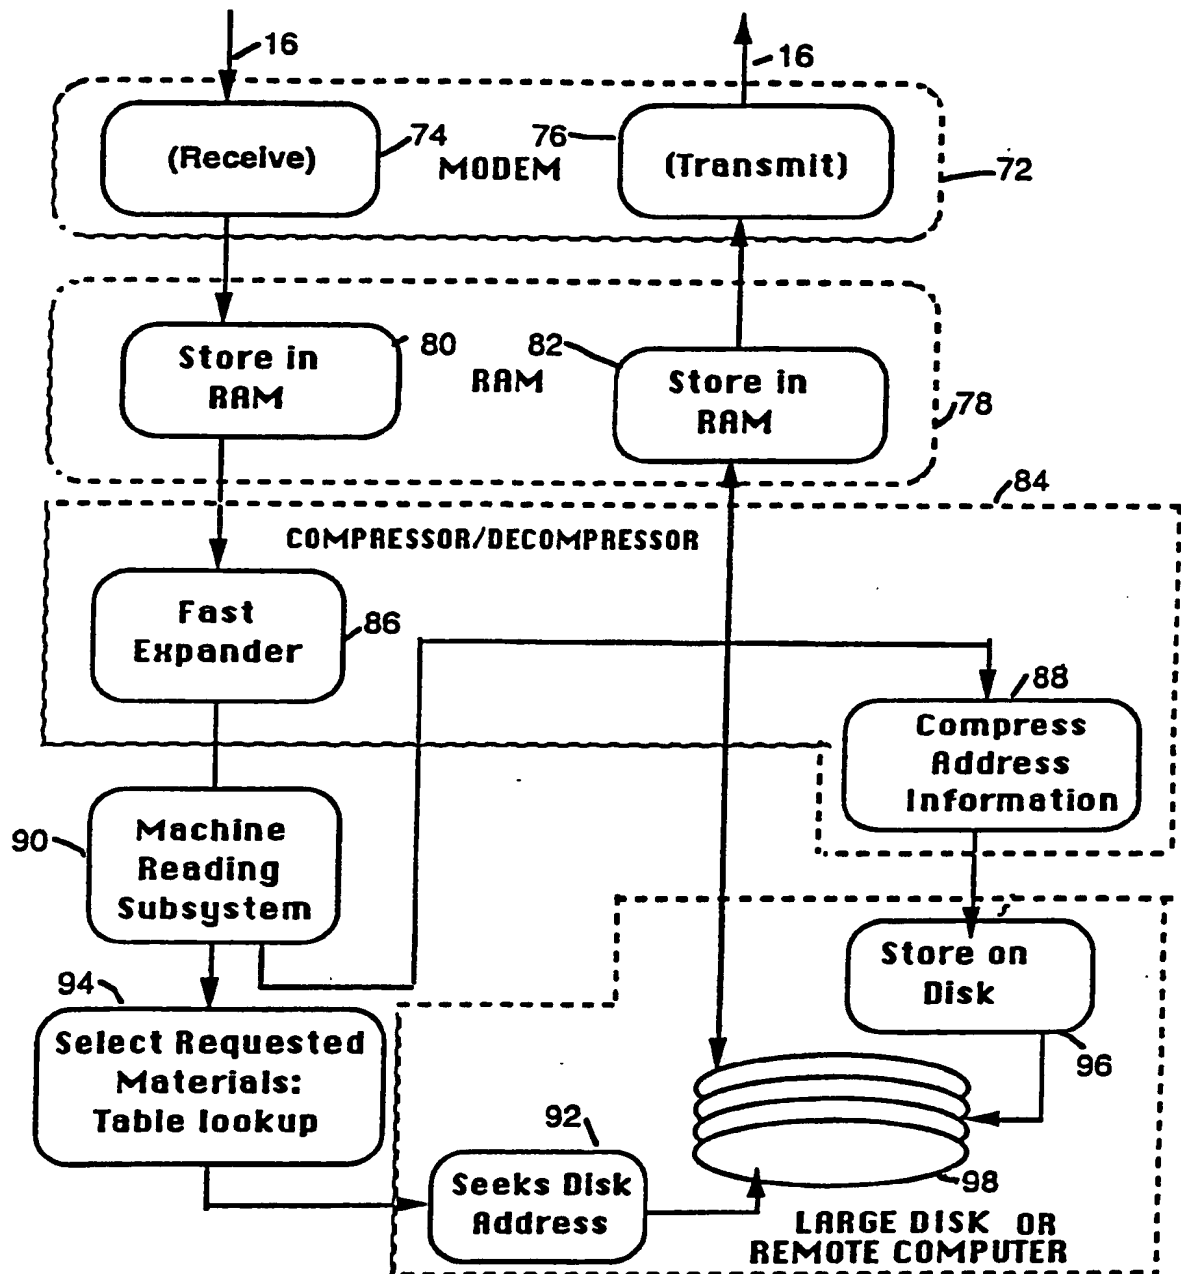 16
16
(Receive)
74
MODEM
76
(Transmit)
72
Store in
RAM
80
RAM
82
Store in
RAM
78
84
COMPRESSOR/DECOMPRESSOR
Fast
Expander
86
88
Compress
Address
Information
90
Machine
Reading
Subsystem
94
Select Requested
Materials:
Table lookup
Store on
Disk
96
92
Seeks Disk
Address
98
LARGE DISK OR
REMOTE COMPUTER